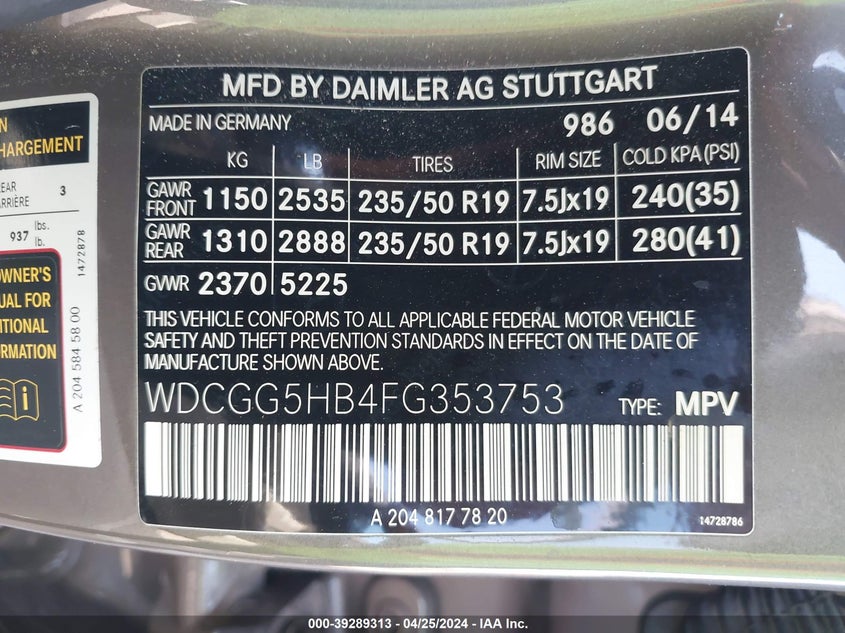 N
HARGEMENT
REAR
ARRIÈRE 3
937 lbs.
lb.
1472878
OWNER'S
UAL FOR
ITIONAL
ORMATION
A 204 584 58 00
MFD BY DAIMLER AG STUTTGART
MADE IN GERMANY 986 06/14
KG LB TIRES RIM SIZE COLD KPA(PSI)
GAWR FRONT 1150 2535 235/50 R19 7.5Jx19 240(35)
GAWR REAR 1310 2888 235/50 R19 7.5Jx19 280(41)
GVWR 2370 5225
THIS VEHICLE CONFORMS TO ALL APPLICABLE FEDERAL MOTOR VEHICLE
SAFETY AND THEFT PREVENTION STANDARDS IN EFFECT ON THE DATE OF
MANUFACTURE SHOWN ABOVE.
WDCGG5HB4FG353753 TYPE: MPV
A 204 817 78 20 14728786
000-39289313 - 04/25/2024 - IAA Inc.